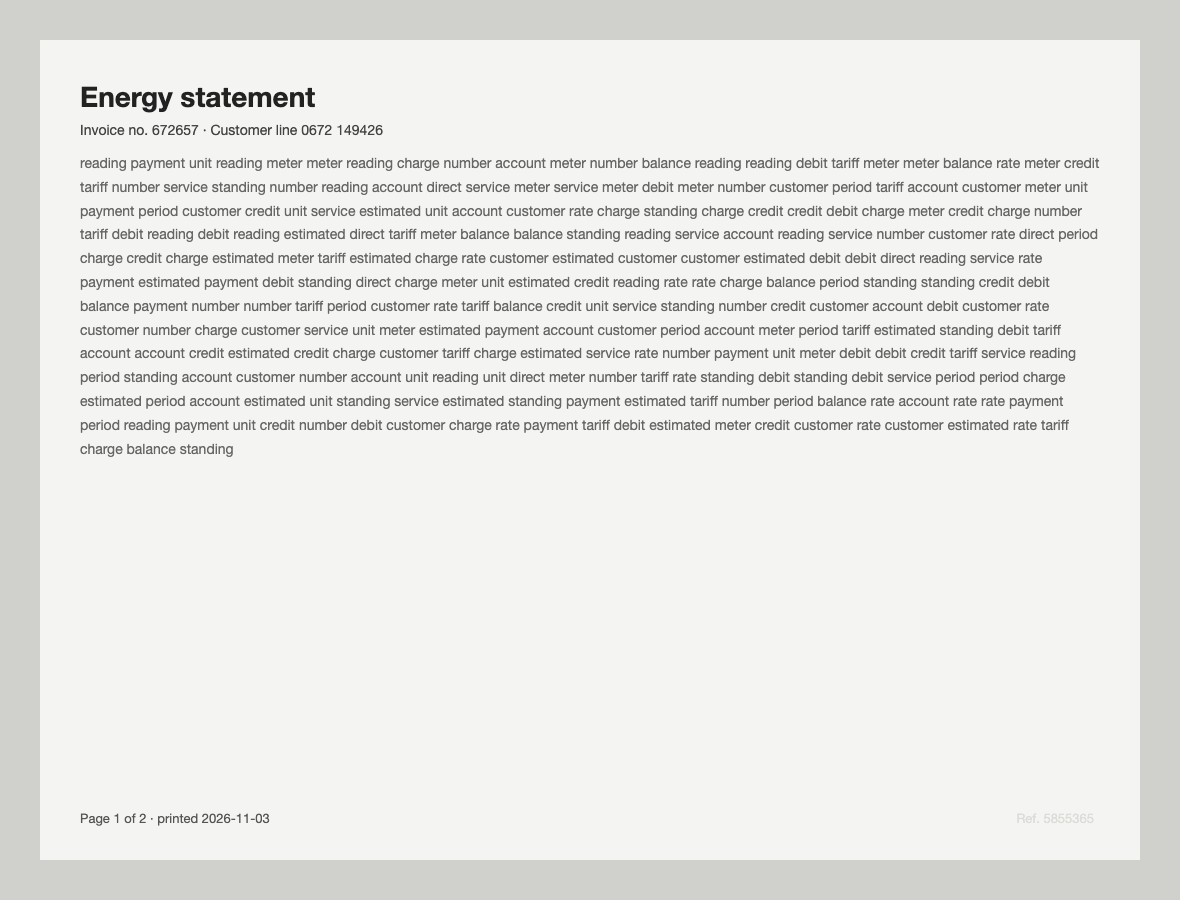 Energy statement
Invoice no. 672657 · Customer line 0672 149426
reading payment unit reading meter meter reading charge number account meter number balance reading reading debit tariff meter meter balance rate meter credit
tariff number service standing number reading account direct service meter service meter debit meter number customer period tariff account customer meter unit
payment period customer credit unit service estimated unit account customer rate charge standing charge credit credit debit charge meter credit charge number
tariff debit reading debit reading estimated direct tariff meter balance balance standing reading service account reading service number customer rate direct period
charge credit charge estimated meter tariff estimated charge rate customer estimated customer customer estimated debit debit direct reading service rate
payment estimated payment debit standing direct charge meter unit estimated credit reading rate rate charge balance period standing standing credit debit
balance payment number number tariff period customer rate tariff balance credit unit service standing number credit customer account debit customer rate
customer number charge customer service unit meter estimated payment account customer period account meter period tariff estimated standing debit tariff
account account credit estimated credit charge customer tariff charge estimated service rate number payment unit meter debit debit credit tariff service reading
period standing account customer number account unit reading unit direct meter number tariff rate standing debit standing debit service period period charge
estimated period account estimated unit standing service estimated standing payment estimated tariff number period balance rate account rate rate payment
period reading payment unit credit number debit customer charge rate payment tariff debit estimated meter credit customer rate customer estimated rate tariff
charge balance standing
Page 1 of 2 · printed 2026-11-03
Ref. 5855365